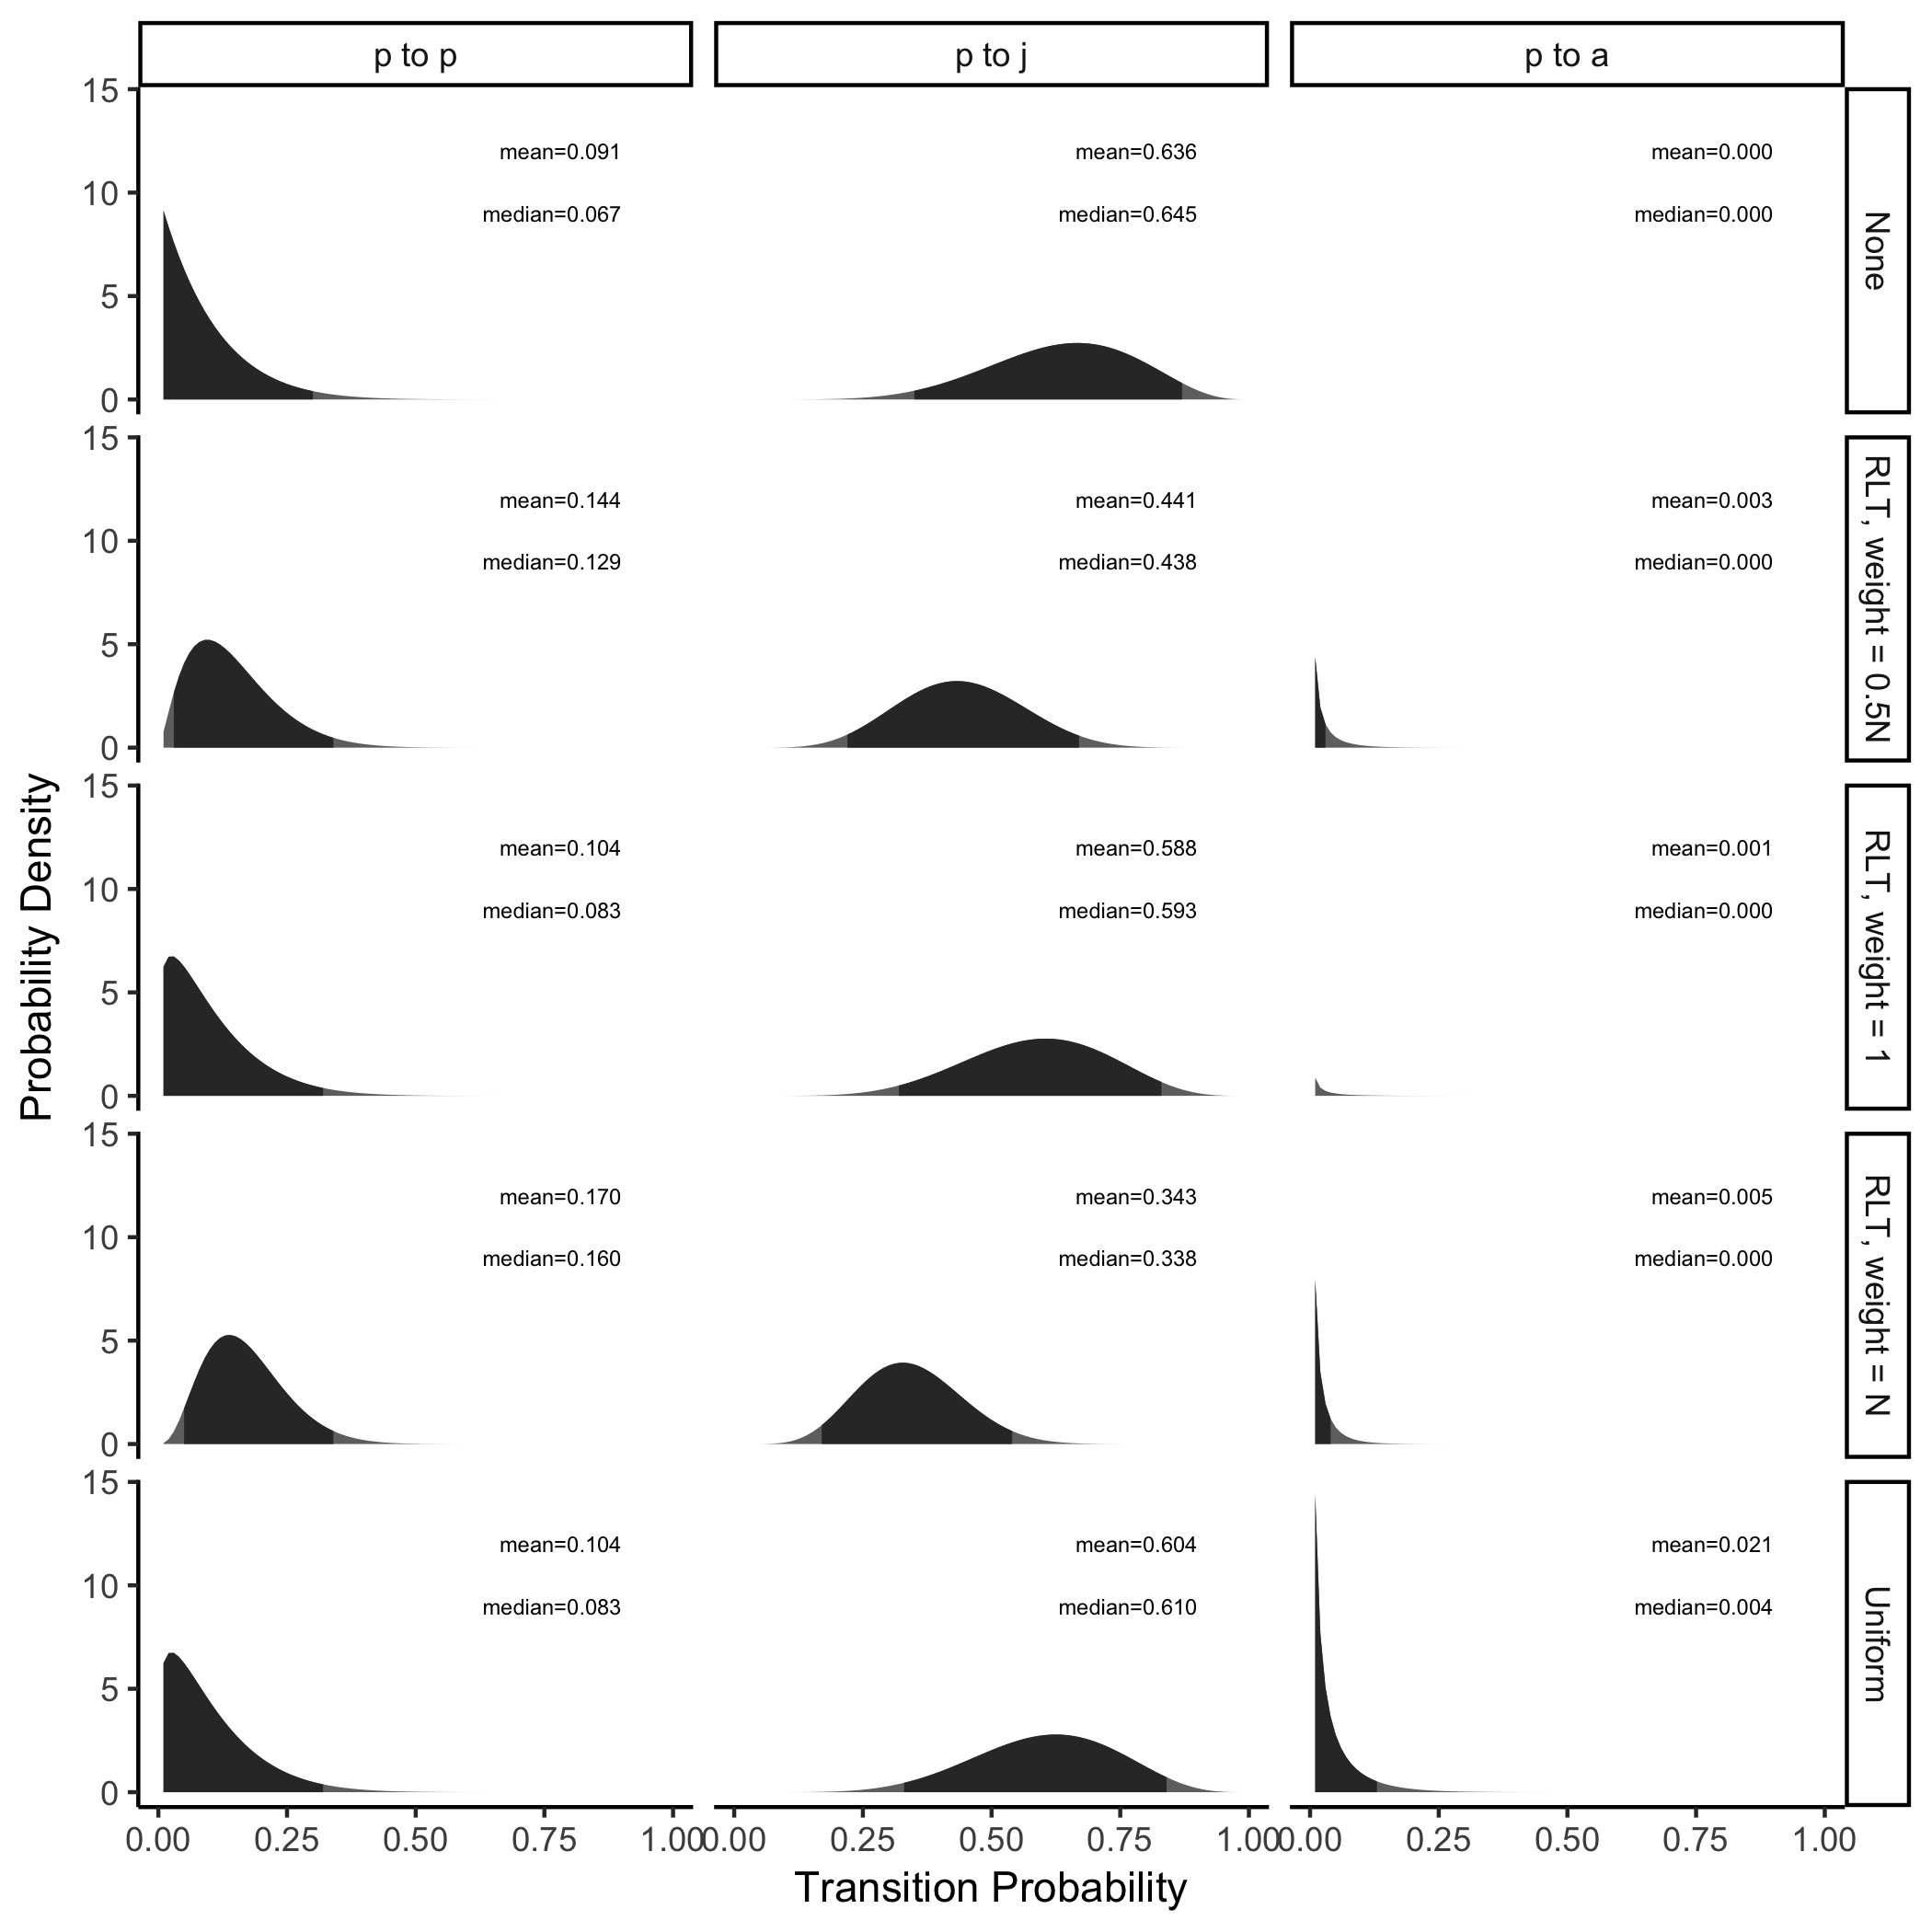 p to p
p to j
p to a
15
10
5
0
mean=0.091
median=0.067
mean=0.636
median=0.645
mean=0.000
median=0.000
None
15
10
5
0
mean=0.144
median=0.129
mean=0.441
median=0.438
mean=0.003
median=0.000
RLT, weight = 0.5N
15
10
5
0
mean=0.104
median=0.083
mean=0.588
median=0.593
mean=0.001
median=0.000
RLT, weight = 1
15
10
5
0
mean=0.170
median=0.160
mean=0.343
median=0.338
mean=0.005
median=0.000
RLT, weight = N
15
10
5
0
mean=0.104
median=0.083
mean=0.604
median=0.610
mean=0.021
median=0.004
Uniform
Probability Density
0.00 0.25 0.50 0.75 1.00
0.00 0.25 0.50 0.75 1.00
0.00 0.25 0.50 0.75 1.00
Transition Probability